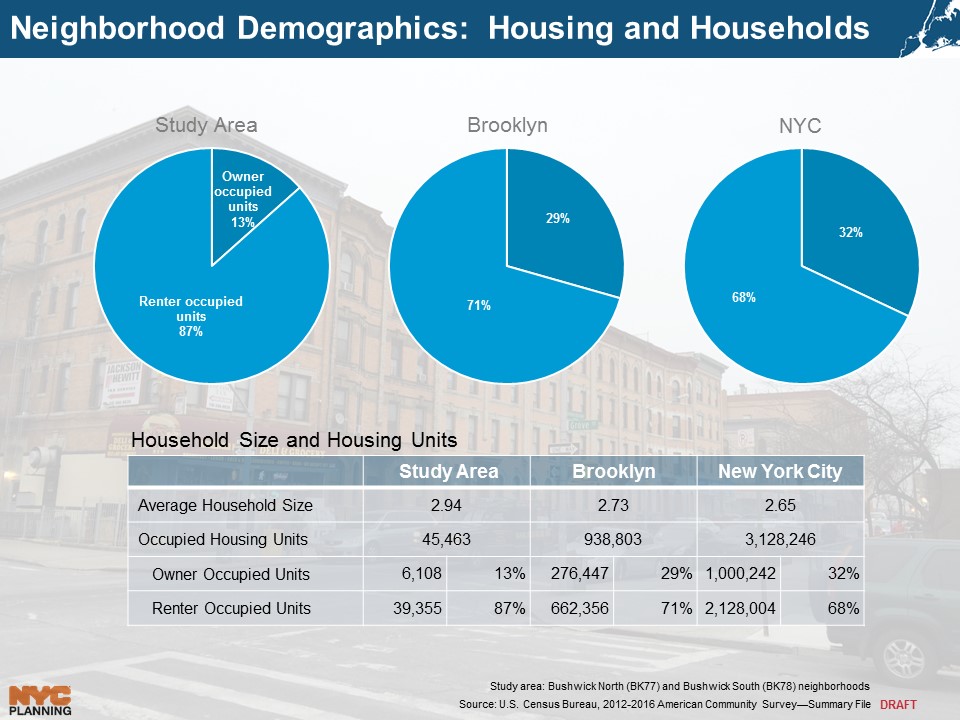 Neighborhood Demographics: Housing and Households
Study Area
Owner
occupied
units
13%
Renter occupied
units
87%
Brooklyn
29%
71%
NYC
32%
68%
Household Size and Housing Units
Study Area Brooklyn New York City
Average Household Size 2.94 2.73 2.65
Occupied Housing Units 45,463 938,803 3,128,246
Owner Occupied Units 6,108 13% 276,447 29% 1,000,242 32%
Renter Occupied Units 39,355 87% 662,356 71% 2,128,004 68%
Study area: Bushwick North (BK77) and Bushwick South (BK78) neighborhoods
Source: U.S. Census Bureau, 2012-2016 American Community Survey—Summary File DRAFT
NYC
PLANNING
JACKSON
HEWITT